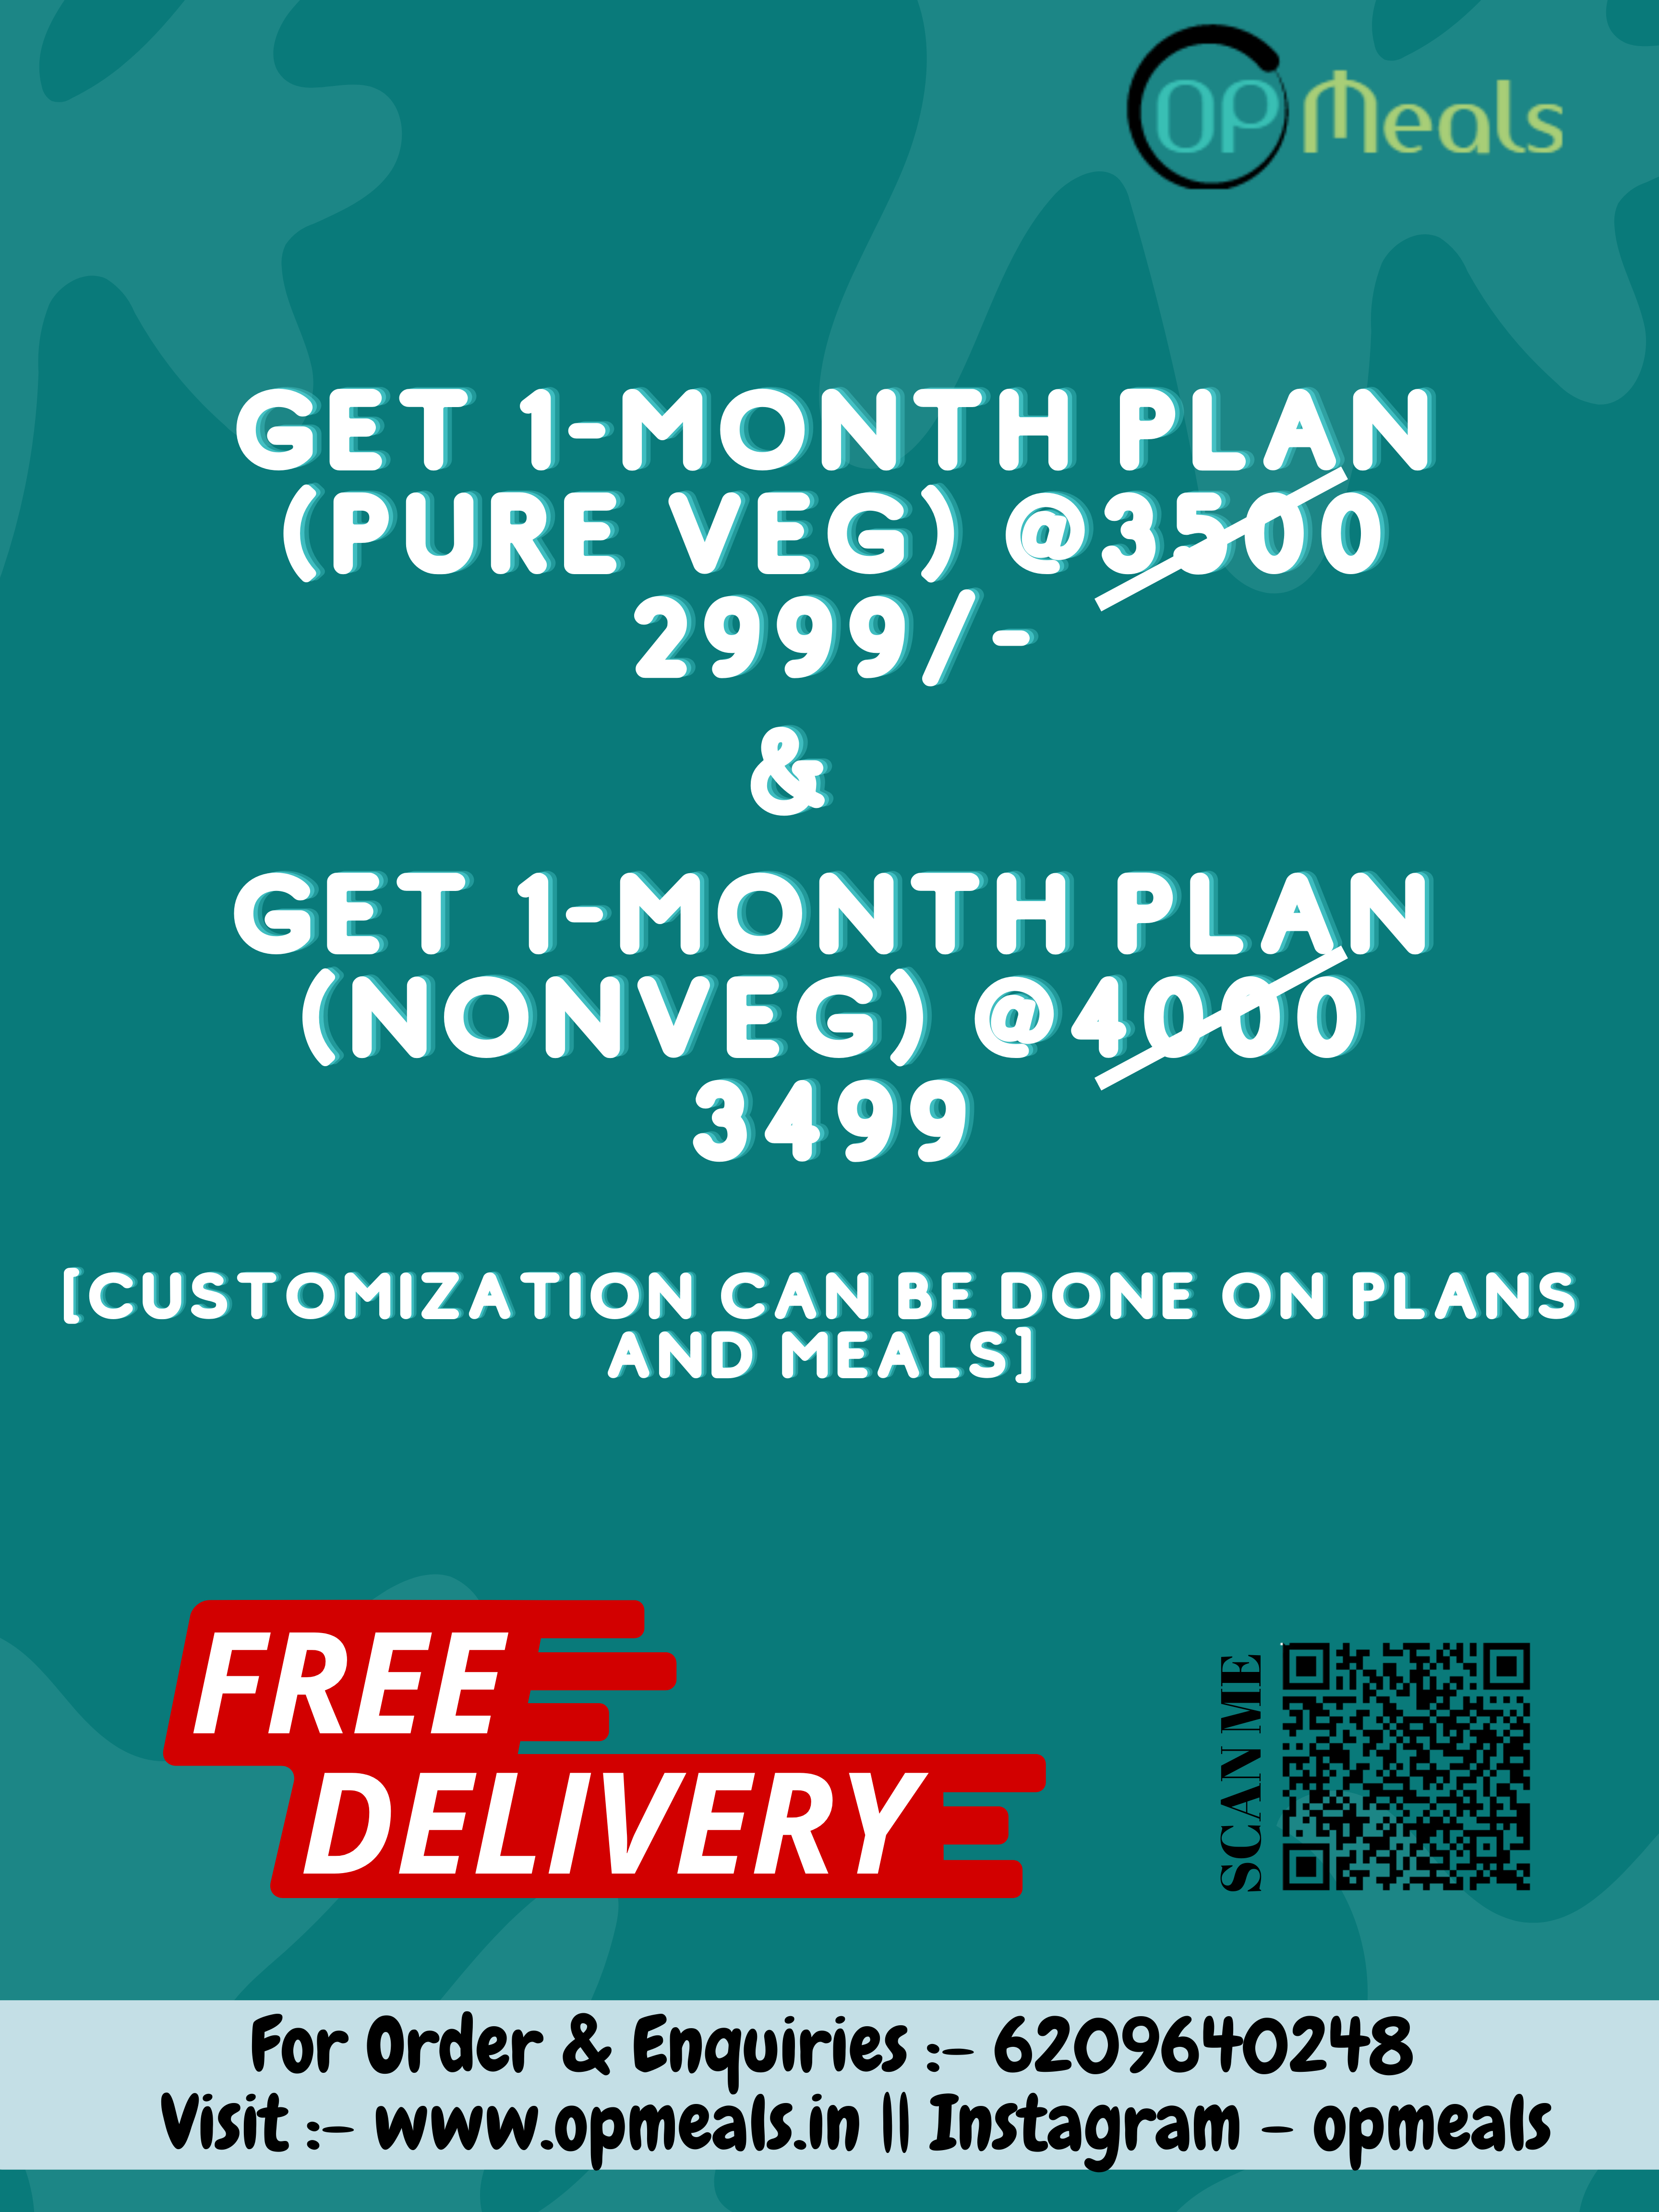 OP Meals
GET 1-MONTH PLAN
(PURE VEG) @3500
2999/-
&
GET 1-MONTH PLAN
(NONVEG) @4000
3499
[CUSTOMIZATION CAN BE DONE ON PLANS
AND MEALS]
FREE
DELIVERY
SCAN ME
For Order & Enquiries :- 6209640248
Visit :- www.opmeals.in || Instagram - opmeals